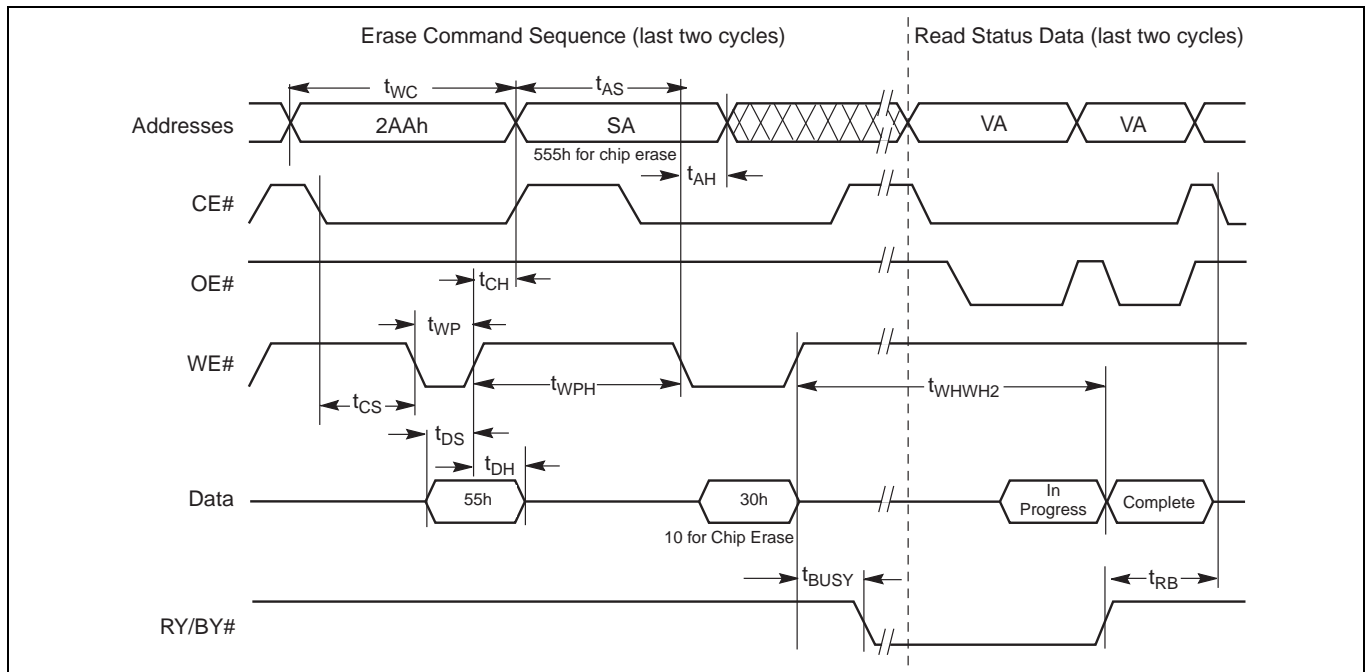 Erase Command Sequence (last two cycles)
Read Status Data (last two cycles)
tWC
tAS
Addresses
2AAh
SA
VA
VA
555h for chip erase
tAH
CE#
OE#
tCH
tWP
WE#
tWPH
tWHWH2
tCS
tDS
tDH
Data
55h
30h
In
Progress
Complete
10 for Chip Erase
tBUSY
tRB
RY/BY#